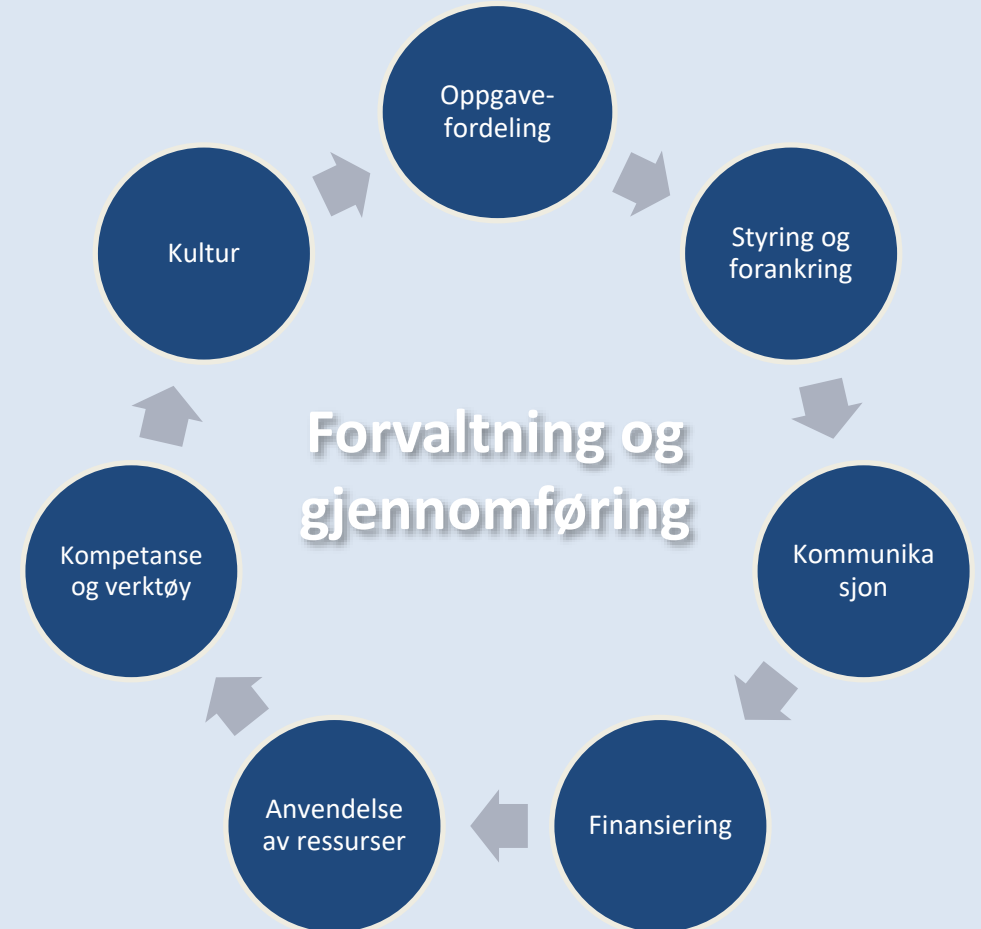 Oppgave-
fordeling
Styring og
forankring
Kommunika
sjon
Finansiering
Anvendelse
av ressurser
Kompetanse
og verktøy
Kultur
Forvaltning og
gjennomføring